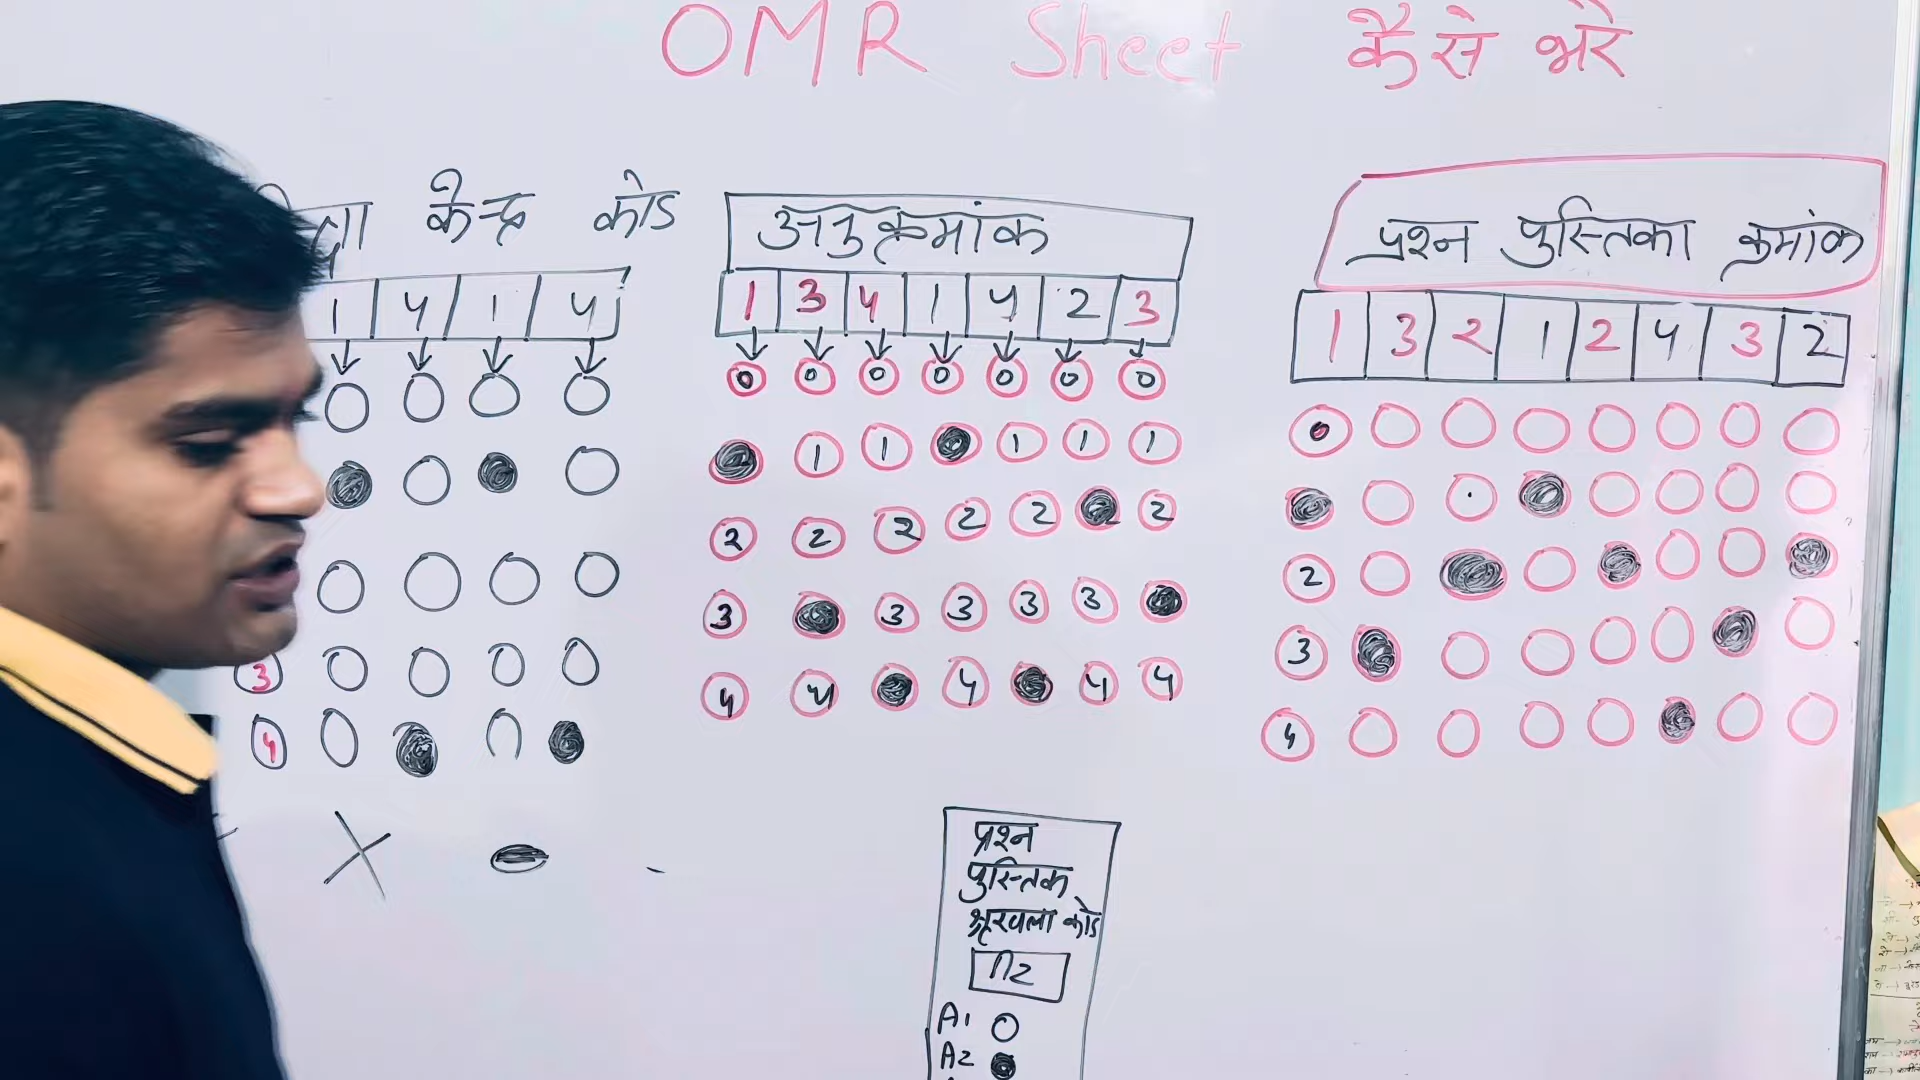 OMR Sheet कैसे भरे
केन्द्र कोड
1 4 1 4
3
4
अनुक्रमांक
1 3 4 1 4 2 3
0 0 0 0 0 0 0
1 1 1 1 1
2 2 2 2 2 2
3 3 3 3 3
4 4 4 4 4
प्रश्न पुस्तिका क्रमांक
1 3 2 1 2 4 3 2
0
2
3
4
प्रश्न
पुस्तिक
श्रृखला कोड
A2
A1
A2